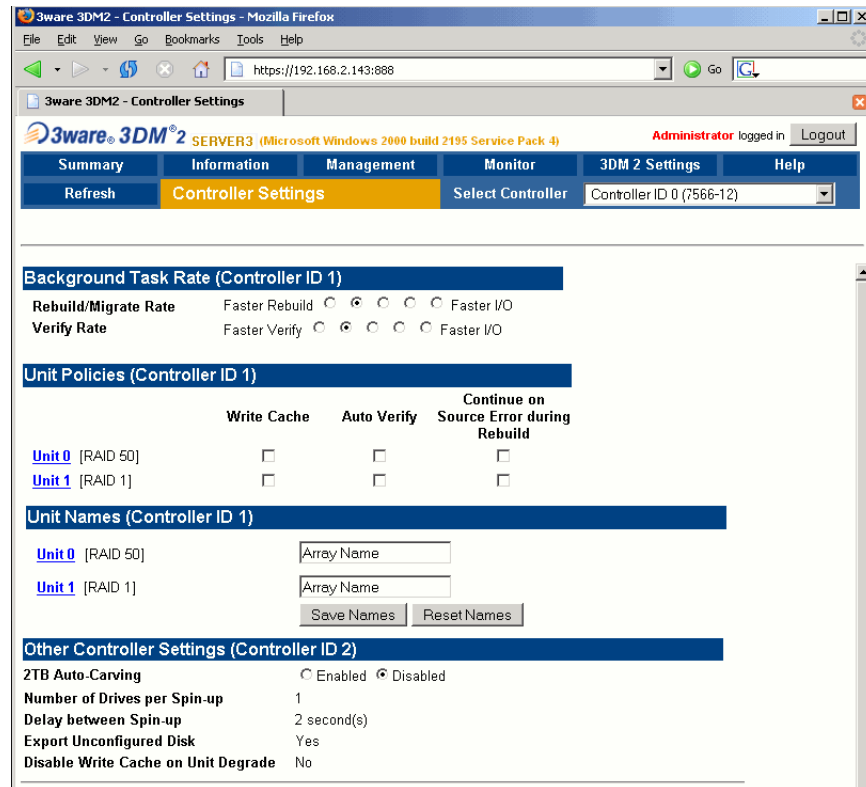 3ware 3DM2 - Controller Settings - Mozilla Firefox
File Edit View Go Bookmarks Tools Help
https://192.168.2.143:888 Go G
3ware 3DM2 - Controller Settings
3ware® 3DM®2 SERVER3 (Microsoft Windows 2000 build 2195 Service Pack 4) Administrator logged in Logout
Summary Information Management Monitor 3DM 2 Settings Help
Refresh Controller Settings Select Controller Controller ID 0 (7566-12)
Background Task Rate (Controller ID 1)
Rebuild/Migrate Rate Faster Rebuild Faster I/O
Verify Rate Faster Verify Faster I/O
Unit Policies (Controller ID 1)
Write Cache Auto Verify Continue on Source Error during Rebuild
Unit 0 [RAID 50]
Unit 1 [RAID 1]
Unit Names (Controller ID 1)
Unit 0 [RAID 50] Array Name
Unit 1 [RAID 1] Array Name
Save Names Reset Names
Other Controller Settings (Controller ID 2)
2TB Auto-Carving Enabled Disabled
Number of Drives per Spin-up 1
Delay between Spin-up 2 second(s)
Export Unconfigured Disk Yes
Disable Write Cache on Unit Degrade No